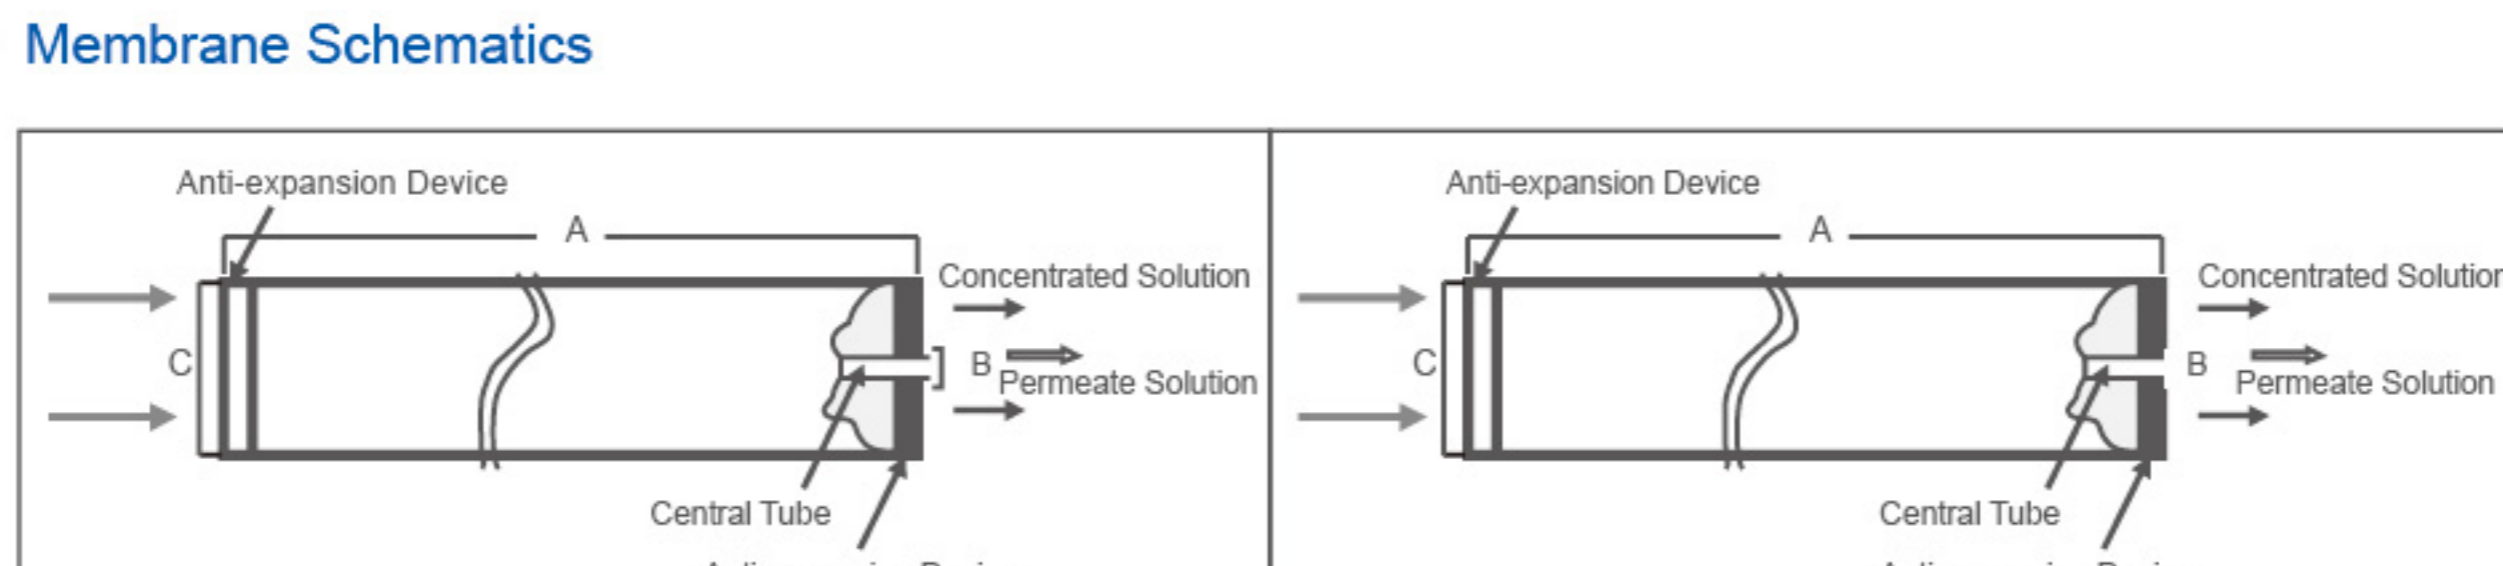 Membrane Schematics
Anti-expansion Device
A
Concentrated Solution
C
B
Permeate Solution
Central Tube
Anti-expansion Device
A
Concentrated Solution
C
B
Permeate Solution
Central Tube